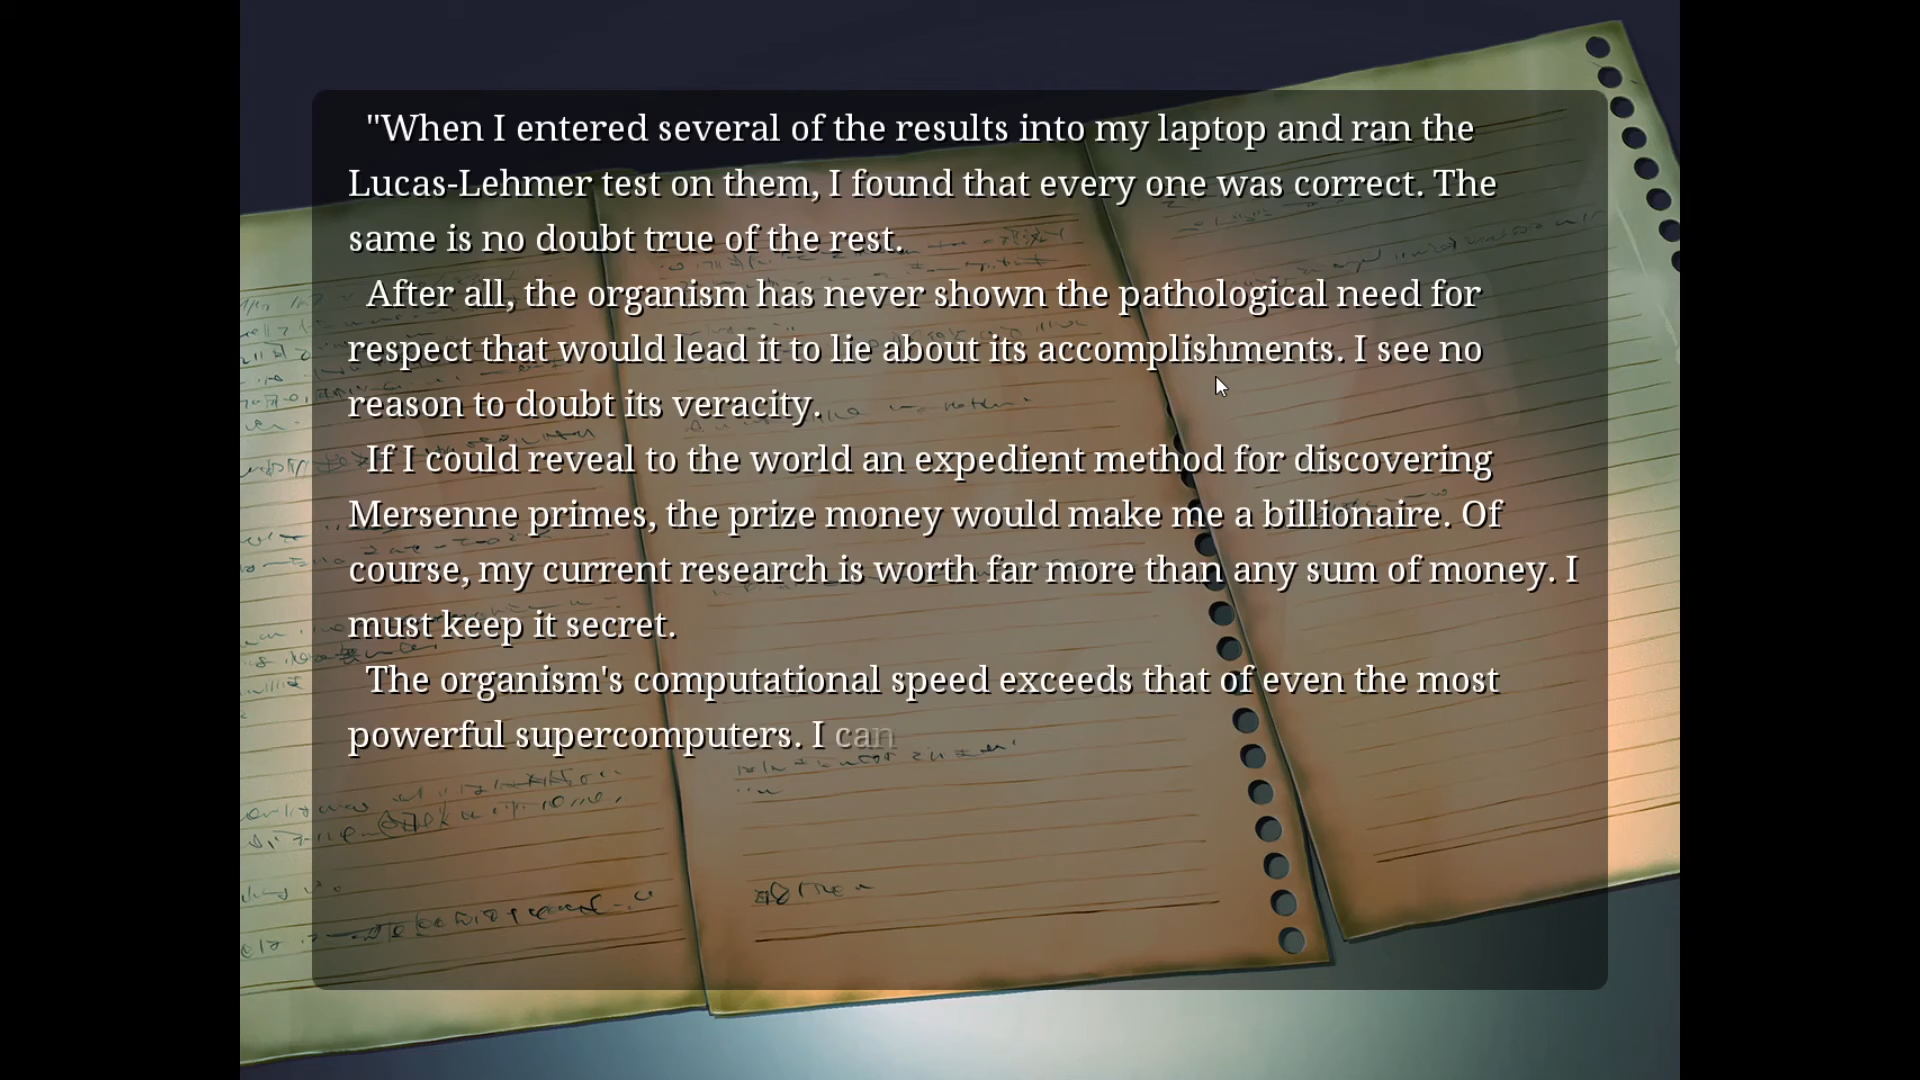 "When I entered several of the results into my laptop and ran the
Lucas-Lehmer test on them, I found that every one was correct. The
same is no doubt true of the rest.
After all, the organism has never shown the pathological need for
respect that would lead it to lie about its accomplishments. I see no
reason to doubt its veracity.
If I could reveal to the world an expedient method for discovering
Mersenne primes, the prize money would make me a billionaire. Of
course, my current research is worth far more than any sum of money. I
must keep it secret.
The organism's computational speed exceeds that of even the most
powerful supercomputers. I can